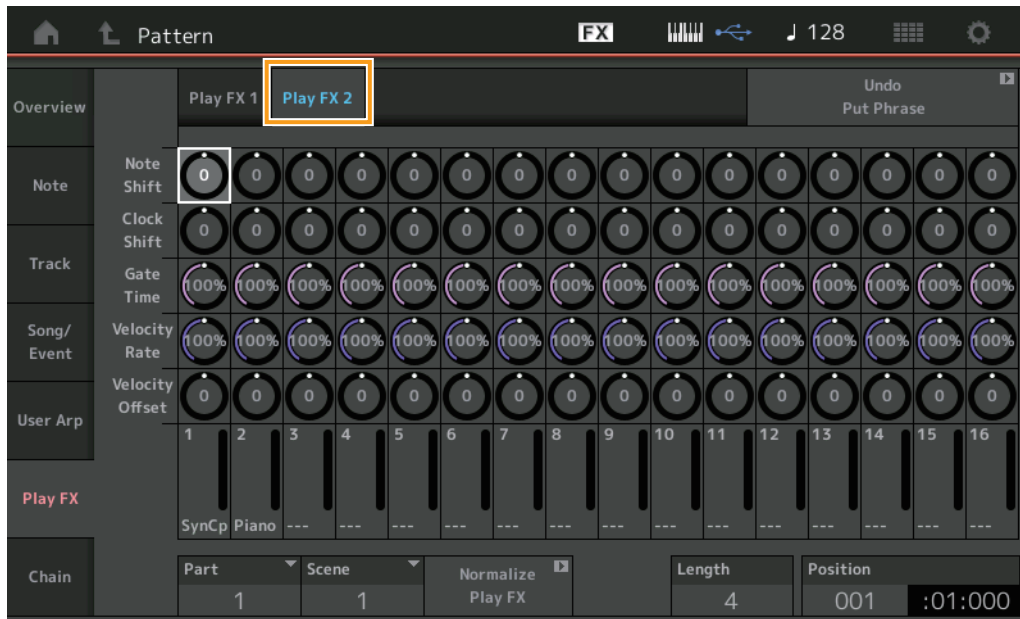 Pattern FX 128
Overview
Play FX 1 Play FX 2
Undo
Put Phrase
Note
Shift
0 0 0 0 0 0 0 0 0 0 0 0 0 0 0 0
Note
Clock
Shift
0 0 0 0 0 0 0 0 0 0 0 0 0 0 0 0
Track
Gate
Time
100% 100% 100% 100% 100% 100% 100% 100% 100% 100% 100% 100% 100% 100% 100% 100%
Song/
Event
Velocity
Rate
100% 100% 100% 100% 100% 100% 100% 100% 100% 100% 100% 100% 100% 100% 100% 100%
Velocity
Offset
0 0 0 0 0 0 0 0 0 0 0 0 0 0 0 0
User Arp
1 2 3 4 5 6 7 8 9 10 11 12 13 14 15 16
Play FX
SynCp Piano --- --- --- --- --- --- --- --- --- --- --- --- --- ---
Chain
Part Scene
1 1
Normalize
Play FX
Length
4
Position
001 :01:000